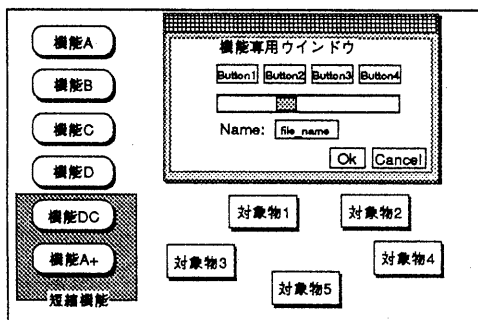 機能A
機能B
機能C
機能D
機能DC
機能A+
短縮機能
機能専用ウインドウ
Button1 Button2 Button3 Button4
Name: file_name
Ok Cancel
対象物1 対象物2
対象物3 対象物4
対象物5